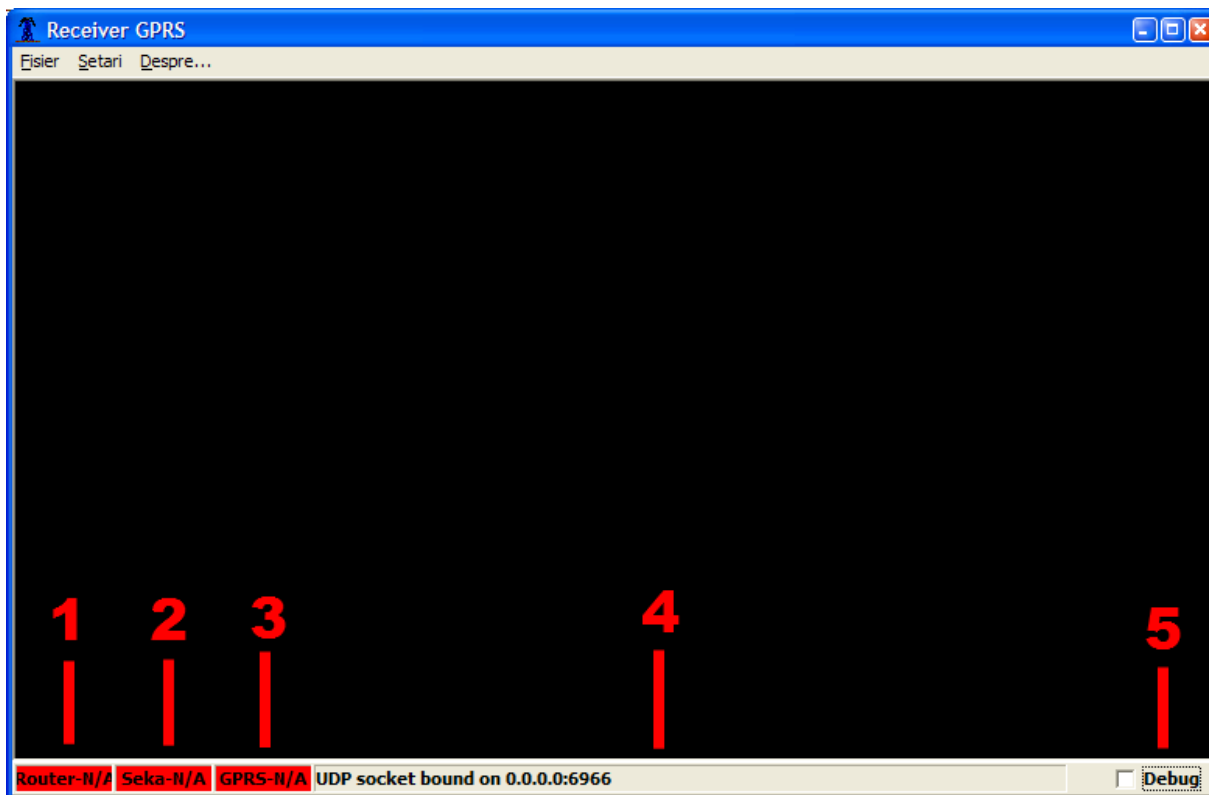 Receiver GPRS
Fisier Setari Despre...
1 2 3 4 5
Router-N/A Seka-N/A GPRS-N/A UDP socket bound on 0.0.0.0:6966 Debug